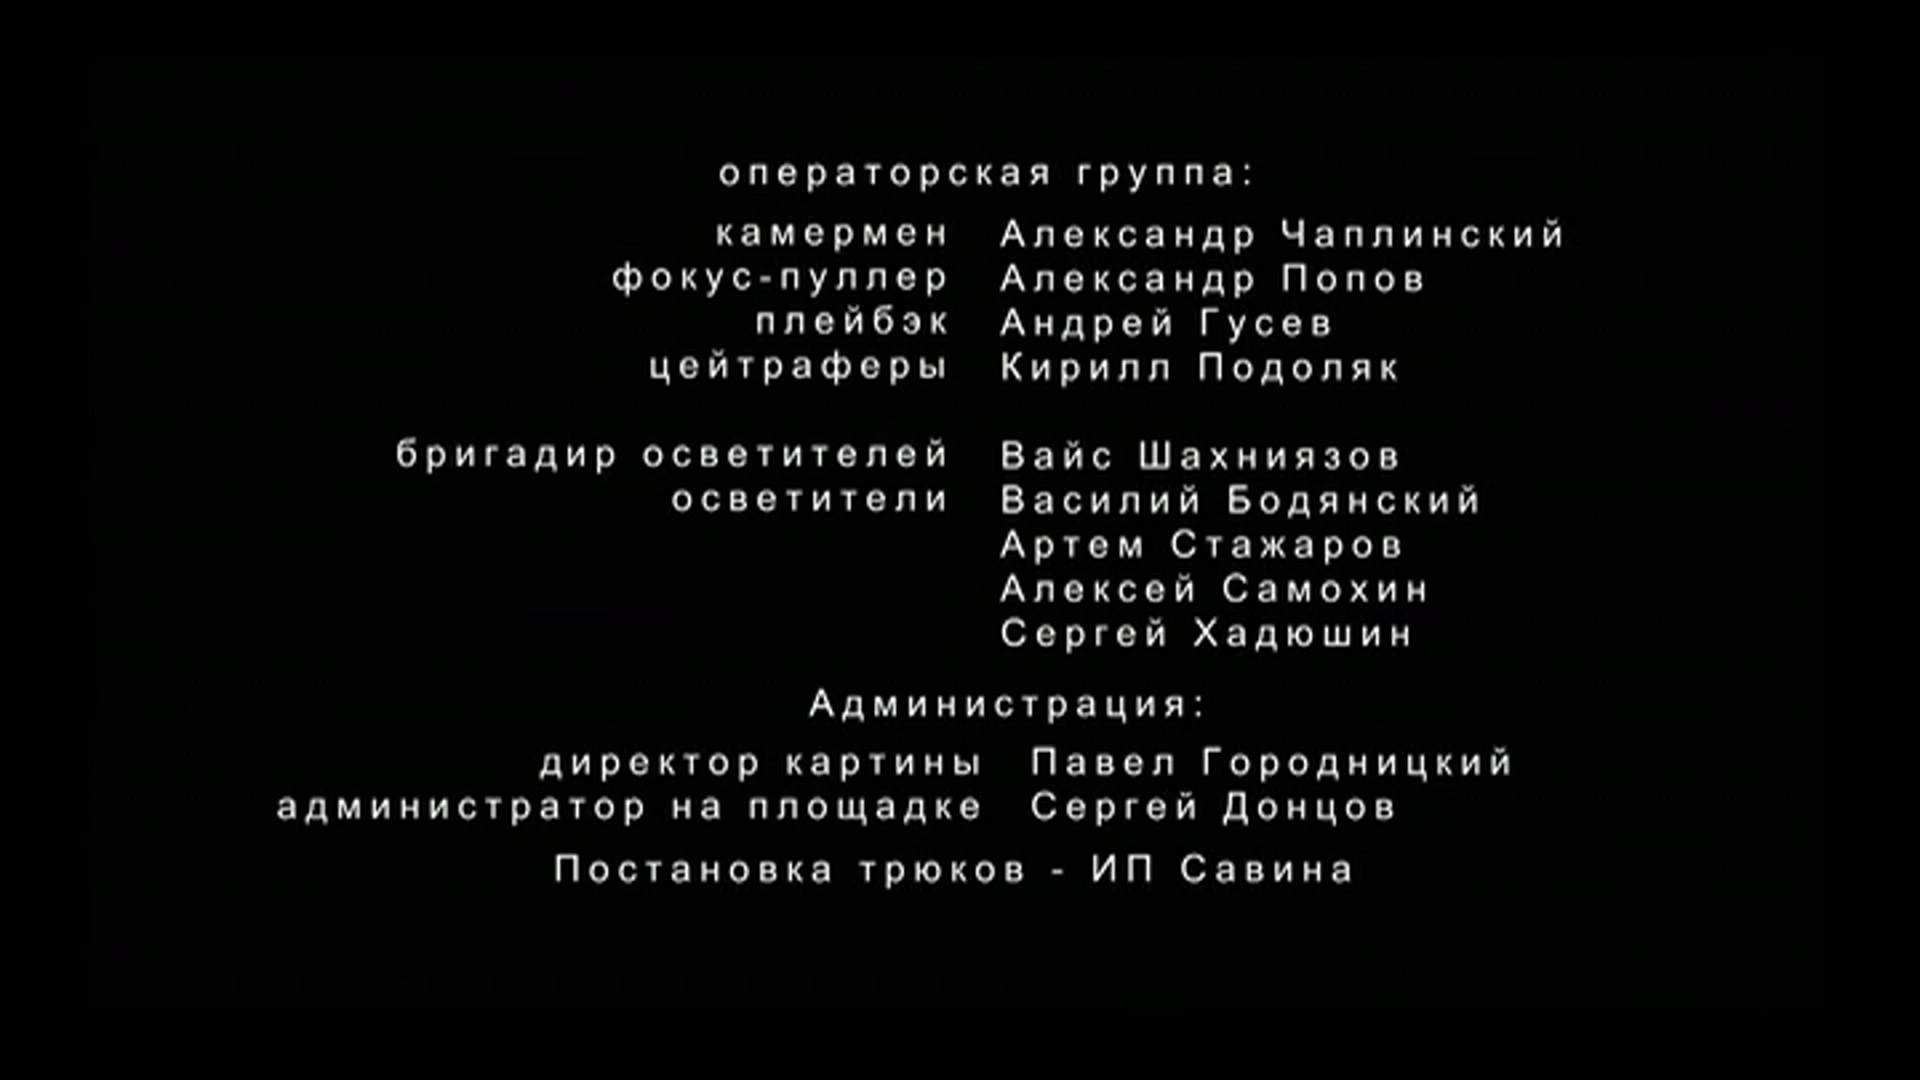 операторская группа:
камермен Александр Чаплинский
фокус-пуллер Александр Попов
плейбэк Андрей Гусев
цейтраферы Кирилл Подоляк
бригадир осветителей Вайс Шахниязов
осветители Василий Бодянский
Артем Стажаров
Алексей Самохин
Сергей Хадюшин
Администрация:
директор картины Павел Городницкий
администратор на площадке Сергей Донцов
Постановка трюков - ИП Савина